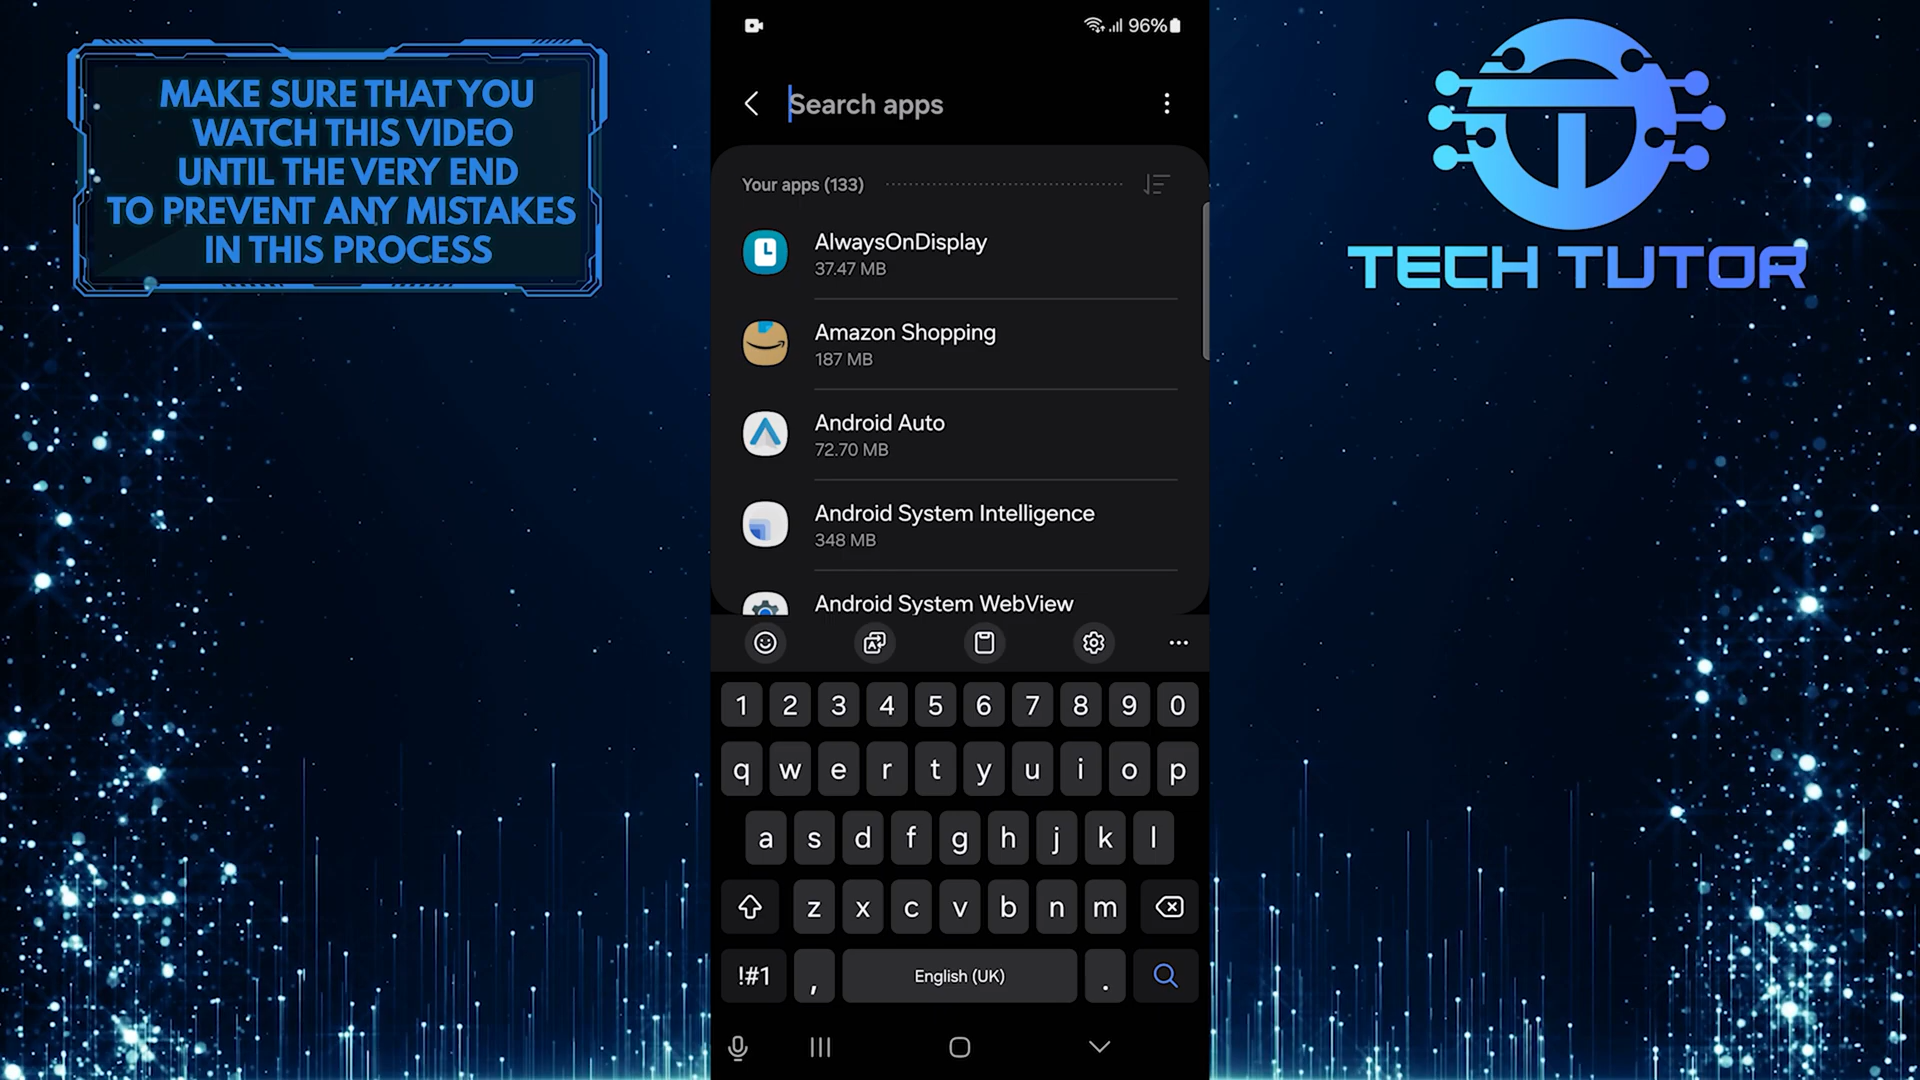 MAKE SURE THAT YOU
WATCH THIS VIDEO
UNTIL THE VERY END
TO PREVENT ANY MISTAKES
IN THIS PROCESS
96%
Search apps
Your apps (133)
AlwaysOnDisplay
37.47 MB
Amazon Shopping
187 MB
Android Auto
72.70 MB
Android System Intelligence
348 MB
Android System WebView
1 2 3 4 5 6 7 8 9 0
q w e r t y u i o p
a s d f g h j k l
z x c v b n m
!#1 , English (UK) .
TECH TUTOR